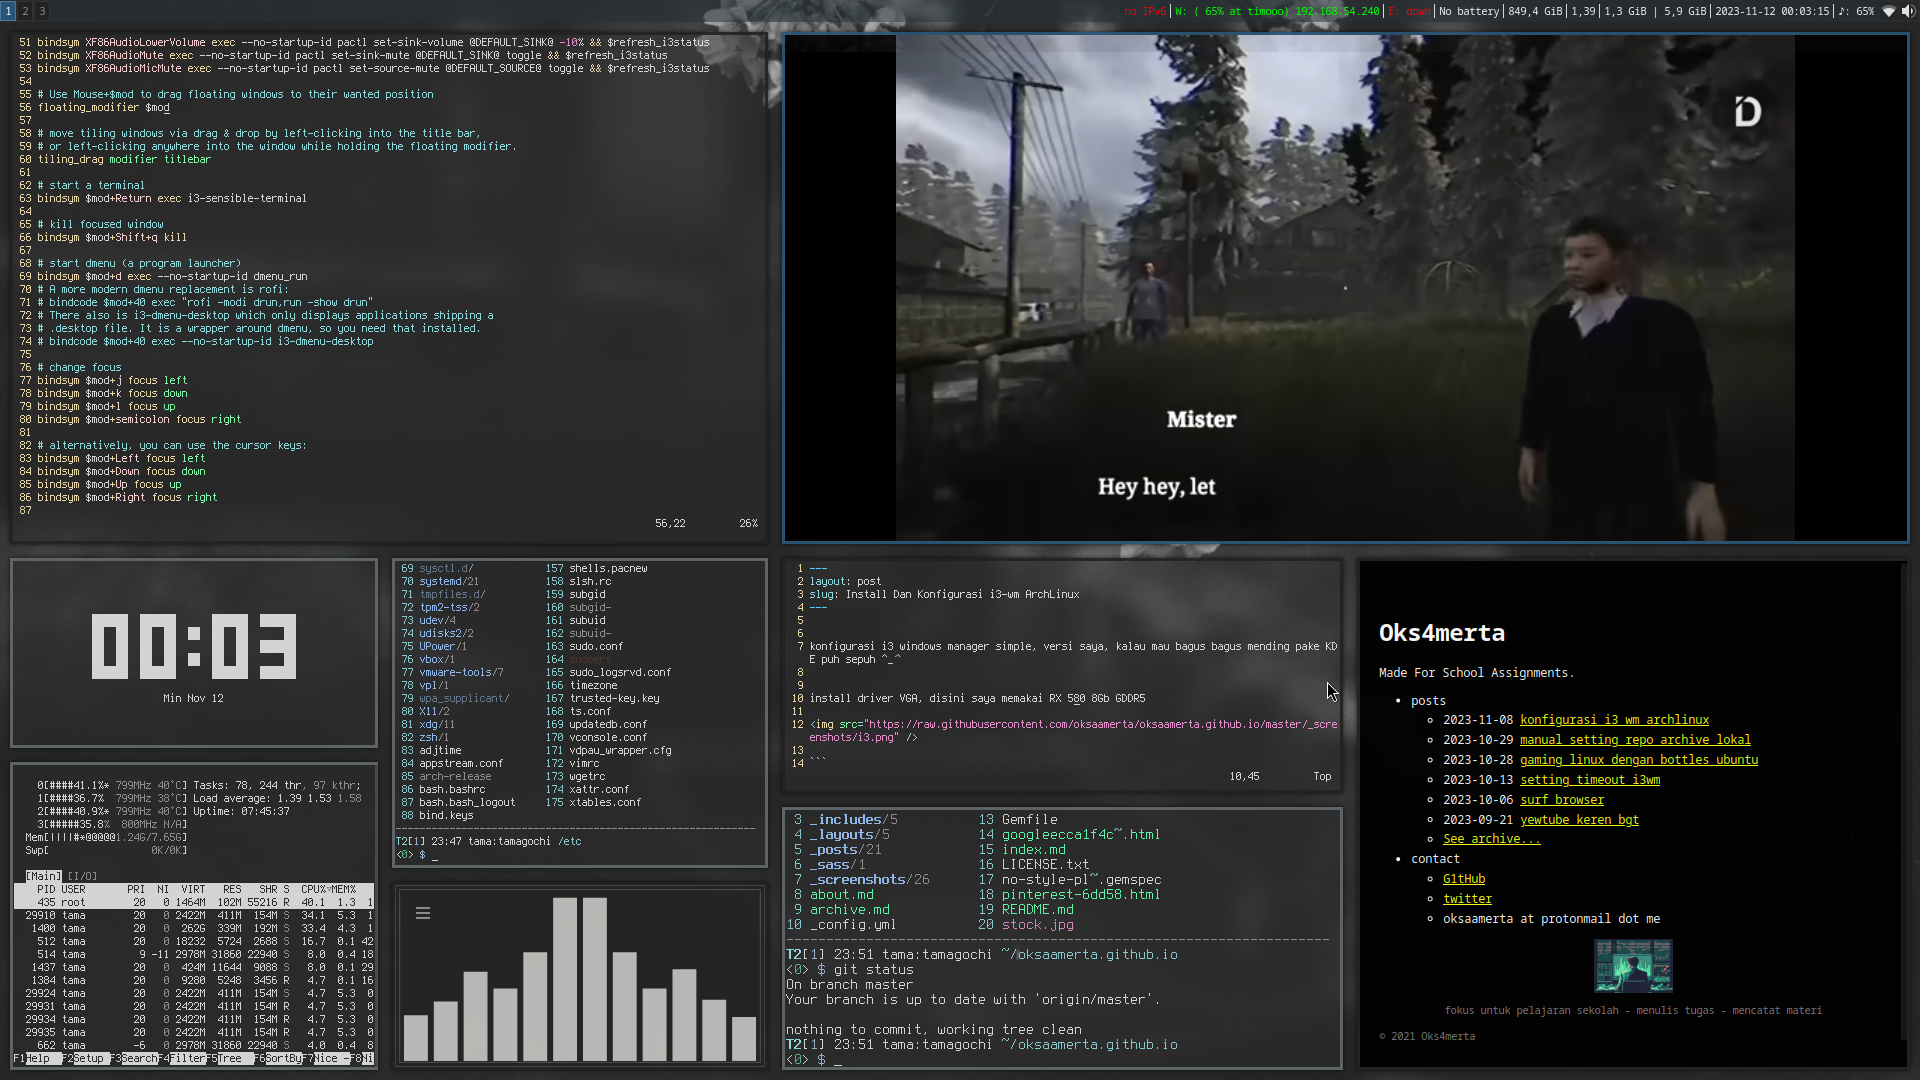 1 2 3
no IPv6 | W: ( 65% at timooo) 192.168.54.240 | E: down | No battery | 849,4 GiB | 1,39 | 1,3 GiB | 5,9 GiB | 2023-11-12 00:03:15 | ♪: 65%
51 bindsym XF86AudioLowerVolume exec --no-startup-id pactl set-sink-volume @DEFAULT_SINK@ -10% && $refresh_i3status
52 bindsym XF86AudioMute exec --no-startup-id pactl set-sink-mute @DEFAULT_SINK@ toggle && $refresh_i3status
53 bindsym XF86AudioMicMute exec --no-startup-id pactl set-source-mute @DEFAULT_SOURCE@ toggle && $refresh_i3status
54
55 # Use Mouse+$mod to drag floating windows to their wanted position
56 floating_modifier $mod
57
58 # move tiling windows via drag & drop by left-clicking into the title bar,
59 # or left-clicking anywhere into the window while holding the floating modifier.
60 tiling_drag modifier titlebar
61
62 # start a terminal
63 bindsym $mod+Return exec i3-sensible-terminal
64
65 # kill focused window
66 bindsym $mod+Shift+q kill
67
68 # start dmenu (a program launcher)
69 bindsym $mod+d exec --no-startup-id dmenu_run
70 # A more modern dmenu replacement is rofi:
71 # bindcode $mod+40 exec "rofi -modi drun,run -show drun"
72 # There also is i3-dmenu-desktop which only displays applications shipping a
73 # .desktop file. It is a wrapper around dmenu, so you need that installed.
74 # bindcode $mod+40 exec --no-startup-id i3-dmenu-desktop
75
76 # change focus
77 bindsym $mod+j focus left
78 bindsym $mod+k focus down
79 bindsym $mod+l focus up
80 bindsym $mod+semicolon focus right
81
82 # alternatively, you can use the cursor keys:
83 bindsym $mod+Left focus left
84 bindsym $mod+Down focus down
85 bindsym $mod+Up focus up
86 bindsym $mod+Right focus right
87
56,22 26%
D
Mister
Hey hey, let
00:03
Min Nov 12
0[####41.1%* 799MHz 40°C] Tasks: 78, 244 thr, 97 kthr;
1[####36.7% 799MHz 38°C] Load average: 1.39 1.53 1.58
2[####40.9%* 799MHz 40°C] Uptime: 07:45:37
3[#####35.8% 800MHz N/A]
Mem[||||#*@@@@1.24G/7.65G]
Swp[ 0K/0K]
[Main] [I/O]
PID USER PRI NI VIRT RES SHR S CPU%▽MEM%
435 root 20 0 1464M 102M 55216 R 40.1 1.3 1
29910 tama 20 0 2422M 411M 154M S 34.1 5.3 1
1400 tama 20 0 262G 339M 192M S 33.4 4.3 1
512 tama 20 0 18232 5724 2688 S 16.7 0.1 42
514 tama 9 -11 2978M 31860 22940 S 8.0 0.4 18
1437 tama 20 0 424M 11644 9088 S 8.0 0.1 29
1384 tama 20 0 9280 5248 3456 R 4.7 0.1 16
29924 tama 20 0 2422M 411M 154M S 4.7 5.3 0
29931 tama 20 0 2422M 411M 154M R 4.7 5.3 0
29934 tama 20 0 2422M 411M 154M R 4.7 5.3 0
29935 tama 20 0 2422M 411M 154M R 4.7 5.3 0
662 tama -6 0 2978M 31860 22940 S 4.0 0.4 8
F1Help F2Setup F3SearchF4FilterF5Tree F6SortByF7Nice -F8Ni
69 sysctl.d/ 157 shells.pacnew
70 systemd/21 158 slsh.rc
71 tmpfiles.d/ 159 subgid
72 tpm2-tss/2 160 subgid-
73 udev/4 161 subuid
74 udisks2/2 162 subuid-
75 UPower/1 163 sudo.conf
76 vbox/1 164 sudoers
77 vmware-tools/7 165 sudo_logsrvd.conf
78 vpl/1 166 timezone
79 wpa_supplicant/ 167 trusted-key.key
80 X11/2 168 ts.conf
81 xdg/11 169 updatedb.conf
82 zsh/1 170 vconsole.conf
83 adjtime 171 vdpau_wrapper.cfg
84 appstream.conf 172 vimrc
85 arch-release 173 wgetrc
86 bash.bashrc 174 xattr.conf
87 bash.bash_logout 175 xtables.conf
88 bind.keys
T2[1] 23:47 tama:tamagochi /etc
<0> $ _
1 ---
2 layout: post
3 slug: Install Dan Konfigurasi i3-wm ArchLinux
4 ---
5
6
7 konfigurasi i3 windows manager simple, versi saya, kalau mau bagus bagus mending pake KD
E puh sepuh ^_^
8
9
10 install driver VGA, disini saya memakai RX 580 8Gb GDDR5
11
12 <img src="https://raw.githubusercontent.com/oksaamerta/oksaamerta.github.io/master/_scre
enshots/i3.png" />
13
14 ```
10,45 Top
3 _includes/5 13 Gemfile
4 _layouts/5 14 googleecca1f4c~.html
5 _posts/21 15 index.md
6 _sass/1 16 LICENSE.txt
7 _screenshots/26 17 no-style-pl~.gemspec
8 about.md 18 pinterest-6dd58.html
9 archive.md 19 README.md
10 _config.yml 20 stock.jpg
T2[1] 23:51 tama:tamagochi ~/oksaamerta.github.io
<0> $ git status
On branch master
Your branch is up to date with 'origin/master'.
nothing to commit, working tree clean
T2[1] 23:51 tama:tamagochi ~/oksaamerta.github.io
<0> $ _
Oks4merta
Made For School Assignments.
• posts
◦ 2023-11-08 konfigurasi i3 wm archlinux
◦ 2023-10-29 manual setting repo archive lokal
◦ 2023-10-28 gaming linux dengan bottles ubuntu
◦ 2023-10-13 setting timeout i3wm
◦ 2023-10-06 surf browser
◦ 2023-09-21 yewtube keren bgt
◦ See archive...
• contact
◦ G1tHub
◦ twitter
◦ oksaamerta at protonmail dot me
fokus untuk pelajaran sekolah - menulis tugas - mencatat materi
© 2021 Oks4merta